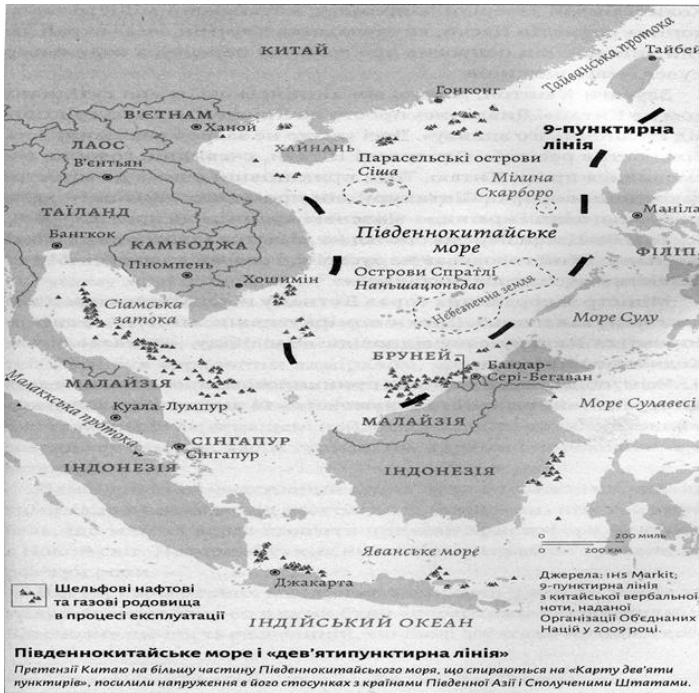 КИТАЙ
Тайванська протока
Тайбей
Гонконг
В'ЄТНАМ
Ханой
9-пунктирна
лінія
ЛАОС
ХАЙНАНЬ
Парасельські острови
Сіша
В'єнтьян
Мілина
Скарборо
ТАЇЛАНД
Маніла
Бангкок
Південнокитайське
море
КАМБОДЖА
ФІЛІП
Пномпень
Хошимін
Острови Спратлі
Наньшацюньдао
Небезпечна земля
Сіамська
затока
Море Сулу
БРУНЕЙ
Бандар-
Сері-Бегаван
МАЛАЙЗІЯ
Малаккська протока
Куала-Лумпур
МАЛАЙЗІЯ
Море Сулавесі
СІНГАПУР
Сінгапур
ІНДОНЕЗІЯ
ІНДОНЕЗІЯ
0 200 миль
0 200 км
Яванське море
Джакарта
Джерела: IHS Markit;
9-пунктирна лінія
з китайської вербальної
ноти, наданої
Організації Об'єднаних
Націй у 2009 році.
Шельфові нафтові
та газові родовища
в процесі експлуатації
ІНДІЙСЬКИЙ ОКЕАН
Південнокитайське море і «дев'ятипунктирна лінія»
Претензії Китаю на більшу частину Південнокитайського моря, що спираються на «Карту дев'яти
пунктирів», посилили напруження в його стосунках з країнами Південної Азії і Сполученими Штатами.